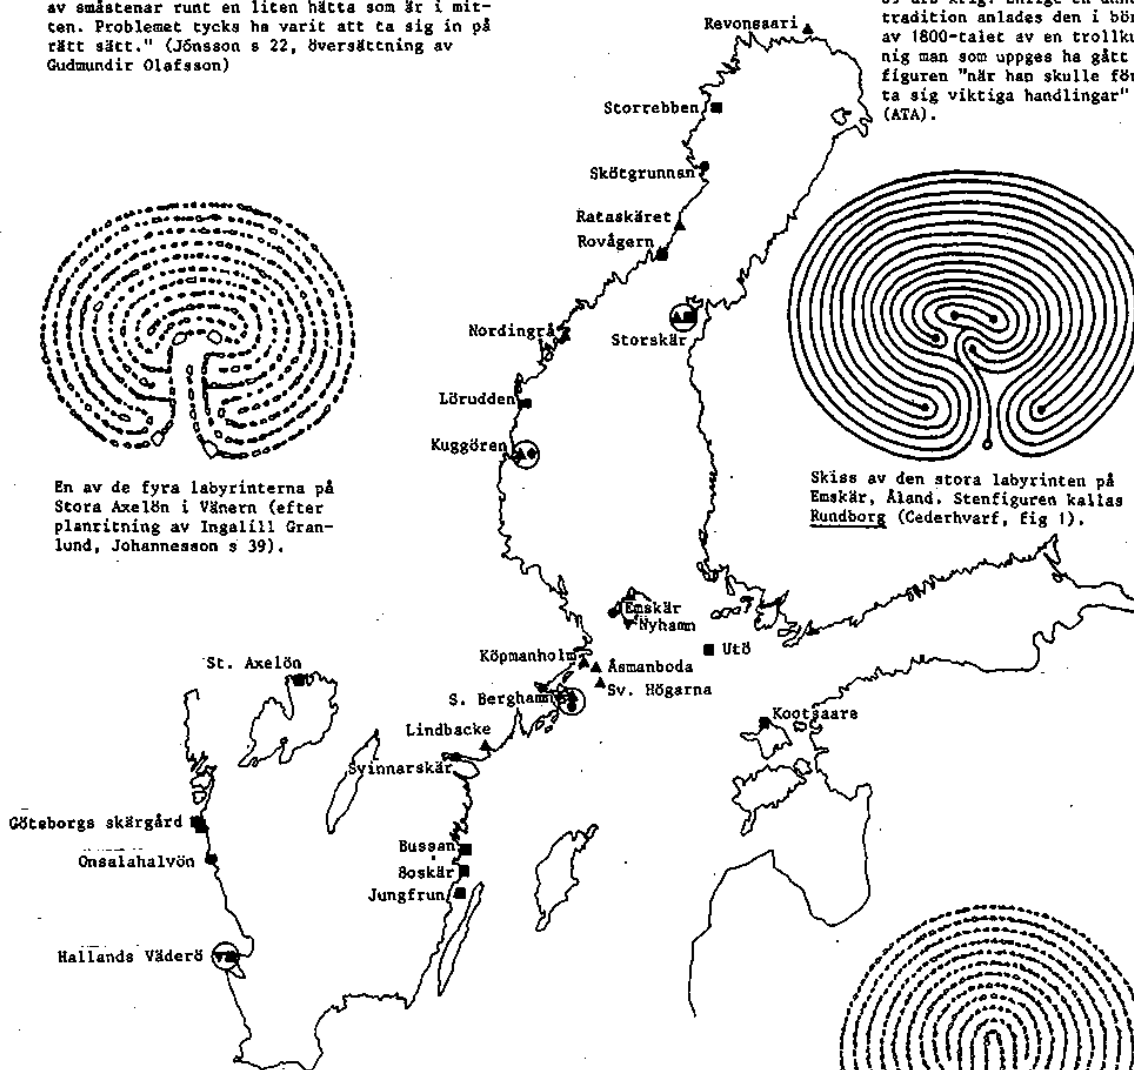 av småstenar runt en liten hätta som är i mit-
ten. Problemet tycks ha varit att ta sig in på
rätt sätt." (Jónsson s 22, översättning av
Gudmundir Olafsson)
tradition anlades den i bör
av 1800-talet av en trollku
nig man som uppges ha gått
figuren "när han skulle för
ta sig viktiga handlingar"
(ATA).
Revonsaari
Storrebben
Skötgrunnan
Rataskäret
Rovågern
Nordingrå
Storskär
Lörudden
Kuggören
En av de fyra labyrinterna på
Stora Axelön i Vänern (efter
planritning av Ingalill Gran-
lund, Johannesson s 39).
Skiss av den stora labyrinten på
Emskär, Åland. Stenfiguren kallas
Rundborg (Cederhvarf, fig 1).
Emskär
Nyhamn
Utö
Köpmanholm
Åsmanboda
St. Axelön
Sv. Högarna
S. Berghamn
Kootsaare
Lindbacke
Svinnarskär
Göteborgs skärgård
Bussan
Onsalahalvön
Boskär
Jungfrun
Hallands Väderö